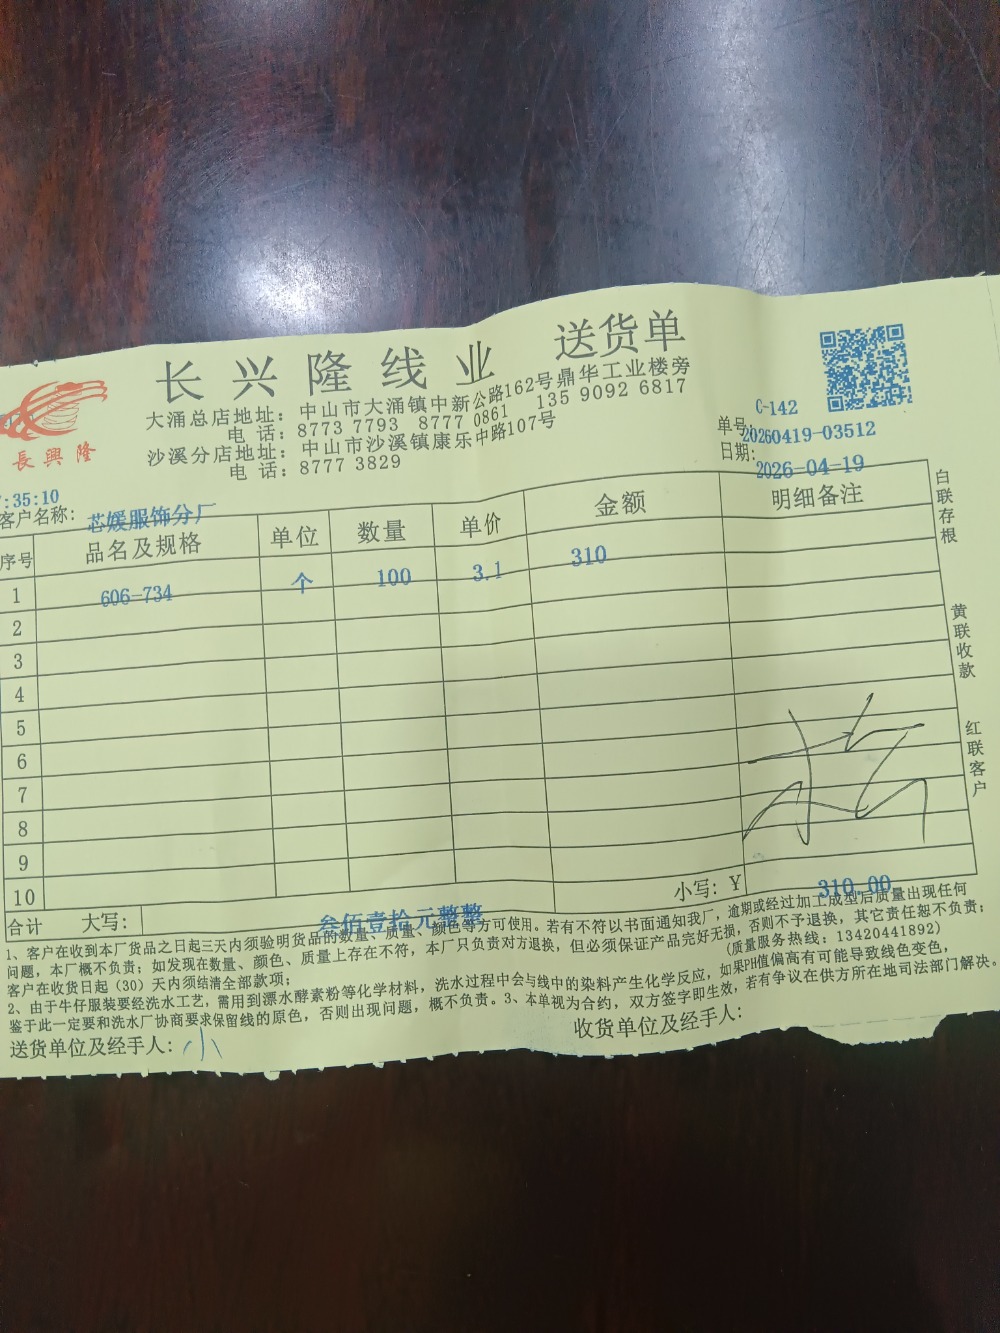 长兴隆线业 送货单
長興隆
大涌总店地址：中山市大涌镇中新公路162号鼎华工业楼旁
电 话：8773 7793 8777 0861 135 9092 6817
沙溪分店地址：中山市沙溪镇康乐中路107号
电 话：8777 3829
C-142
单号:20260419-03512
日期:2026-04-19
:35:10
客户名称：芯媛服饰分厂
序号 品名及规格 单位 数量 单价 金额 明细备注
1 606-734 个 100 3.1 310
2
3
4
5
6
7
8
9
10
合计 大写：叁佰壹拾元整整 小写：Y 310.00
白联存根
黄联收款
红联客户
1、客户在收到本厂货品之日起三天内须验明货品的数量、质量、颜色等方可使用。若有不符以书面通知我厂，逾期或经过加工成型后质量出现任何
问题，本厂概不负责；如发现在数量、颜色、质量上存在不符，本厂只负责对方退换，但必须保证产品完好无损，否则不予退换，其它责任恕不负责；
客户在收货日起（30）天内须结清全部款项； (质量服务热线：13420441892)
2、由于牛仔服装要经洗水工艺，需用到漂水酵素粉等化学材料，洗水过程中会与线中的染料产生化学反应，如果PH值偏高有可能导致线色变色，
鉴于此一定要和洗水厂协商要求保留线的原色，否则出现问题，概不负责。3、本单视为合约，双方签字即生效，若有争议在供方所在地司法部门解决。
送货单位及经手人：小
收货单位及经手人：